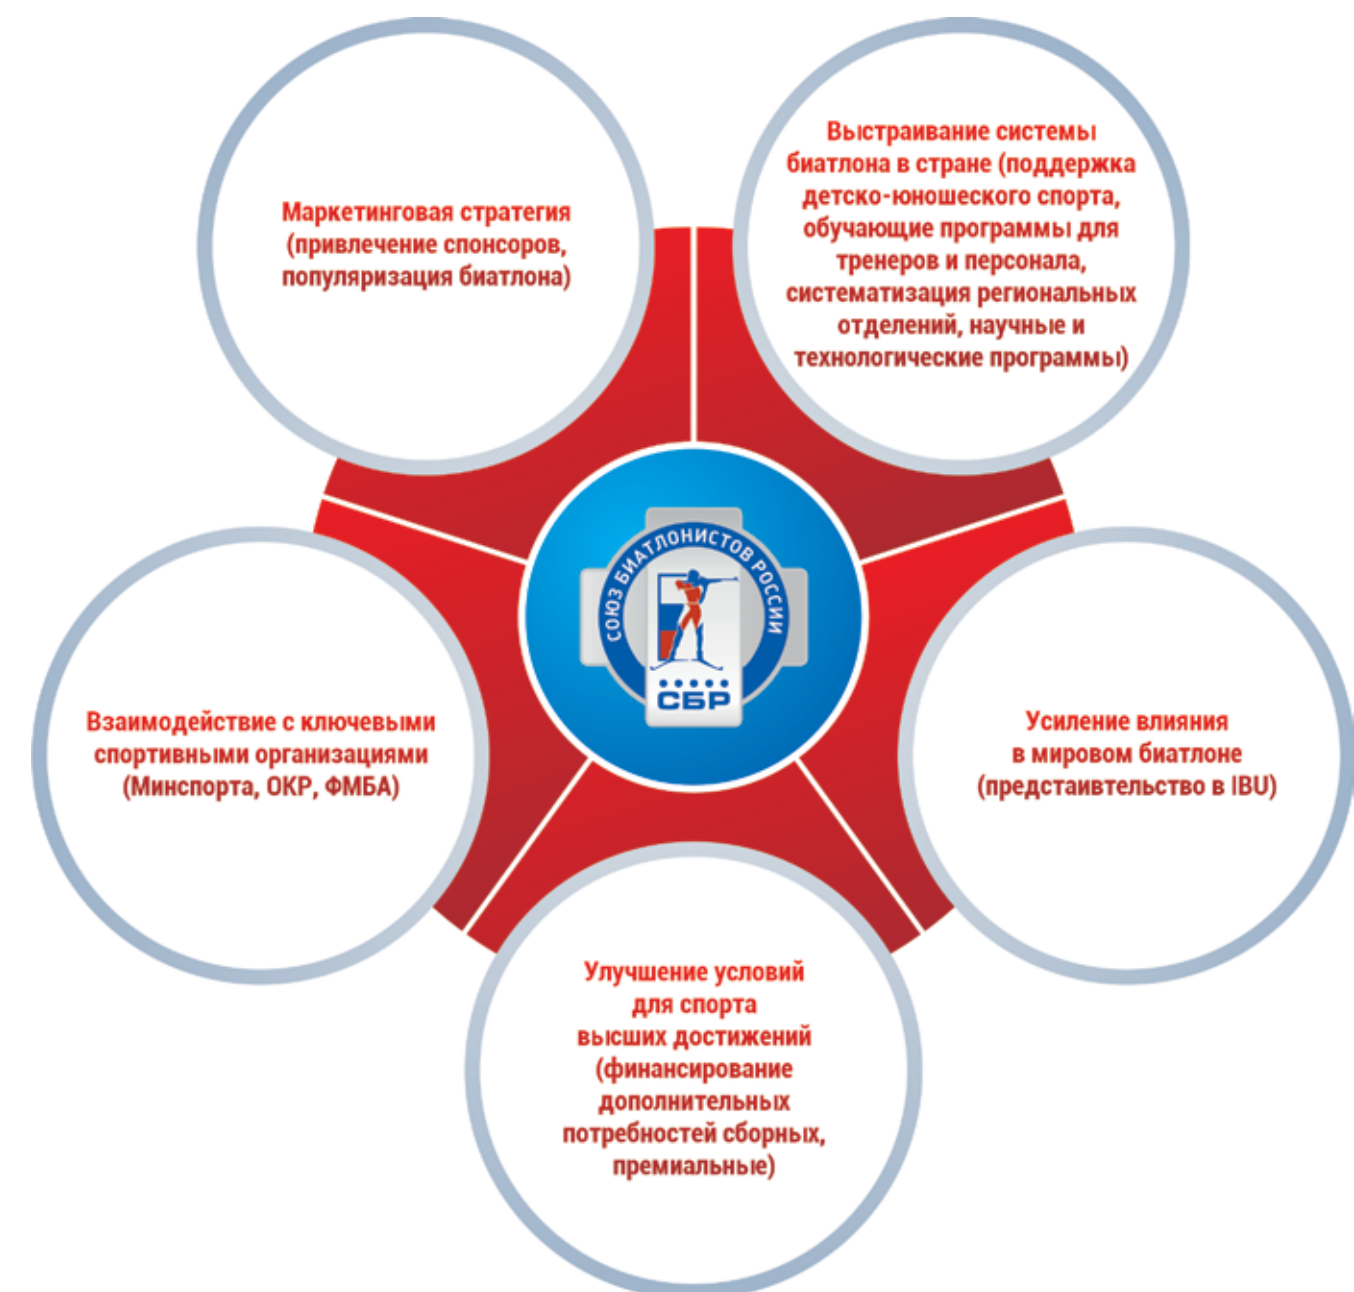 Маркетинговая стратегия
(привлечение спонсоров,
популяризация биатлона)
Выстраивание системы
биатлона в стране (поддержка
детско-юношеского спорта,
обучающие программы для
тренеров и персонала,
систематизация региональных
отделений, научные и
технологические программы)
СОЮЗ БИАТЛОНИСТОВ РОССИИ
СБР
Взаимодействие с ключевыми
спортивными организациями
(Минспорта, ОКР, ФМБА)
Усиление влияния
в мировом биатлоне
(предстаивтельство в IBU)
Улучшение условий
для спорта
высших достижений
(финансирование
дополнительных
потребностей сборных,
премиальные)